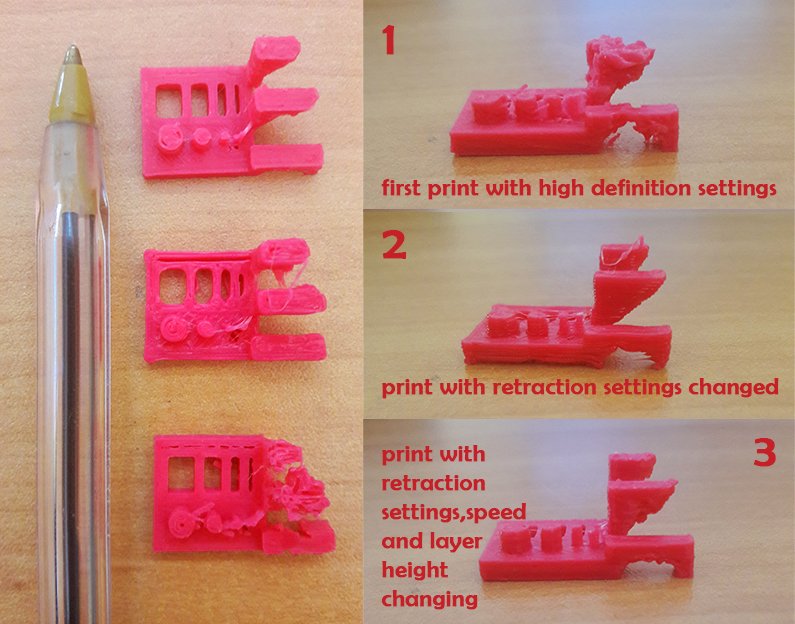 1
first print with high definition settings
2
print with retraction settings changed
3
print with
retraction
settings,speed
and layer
height
changing